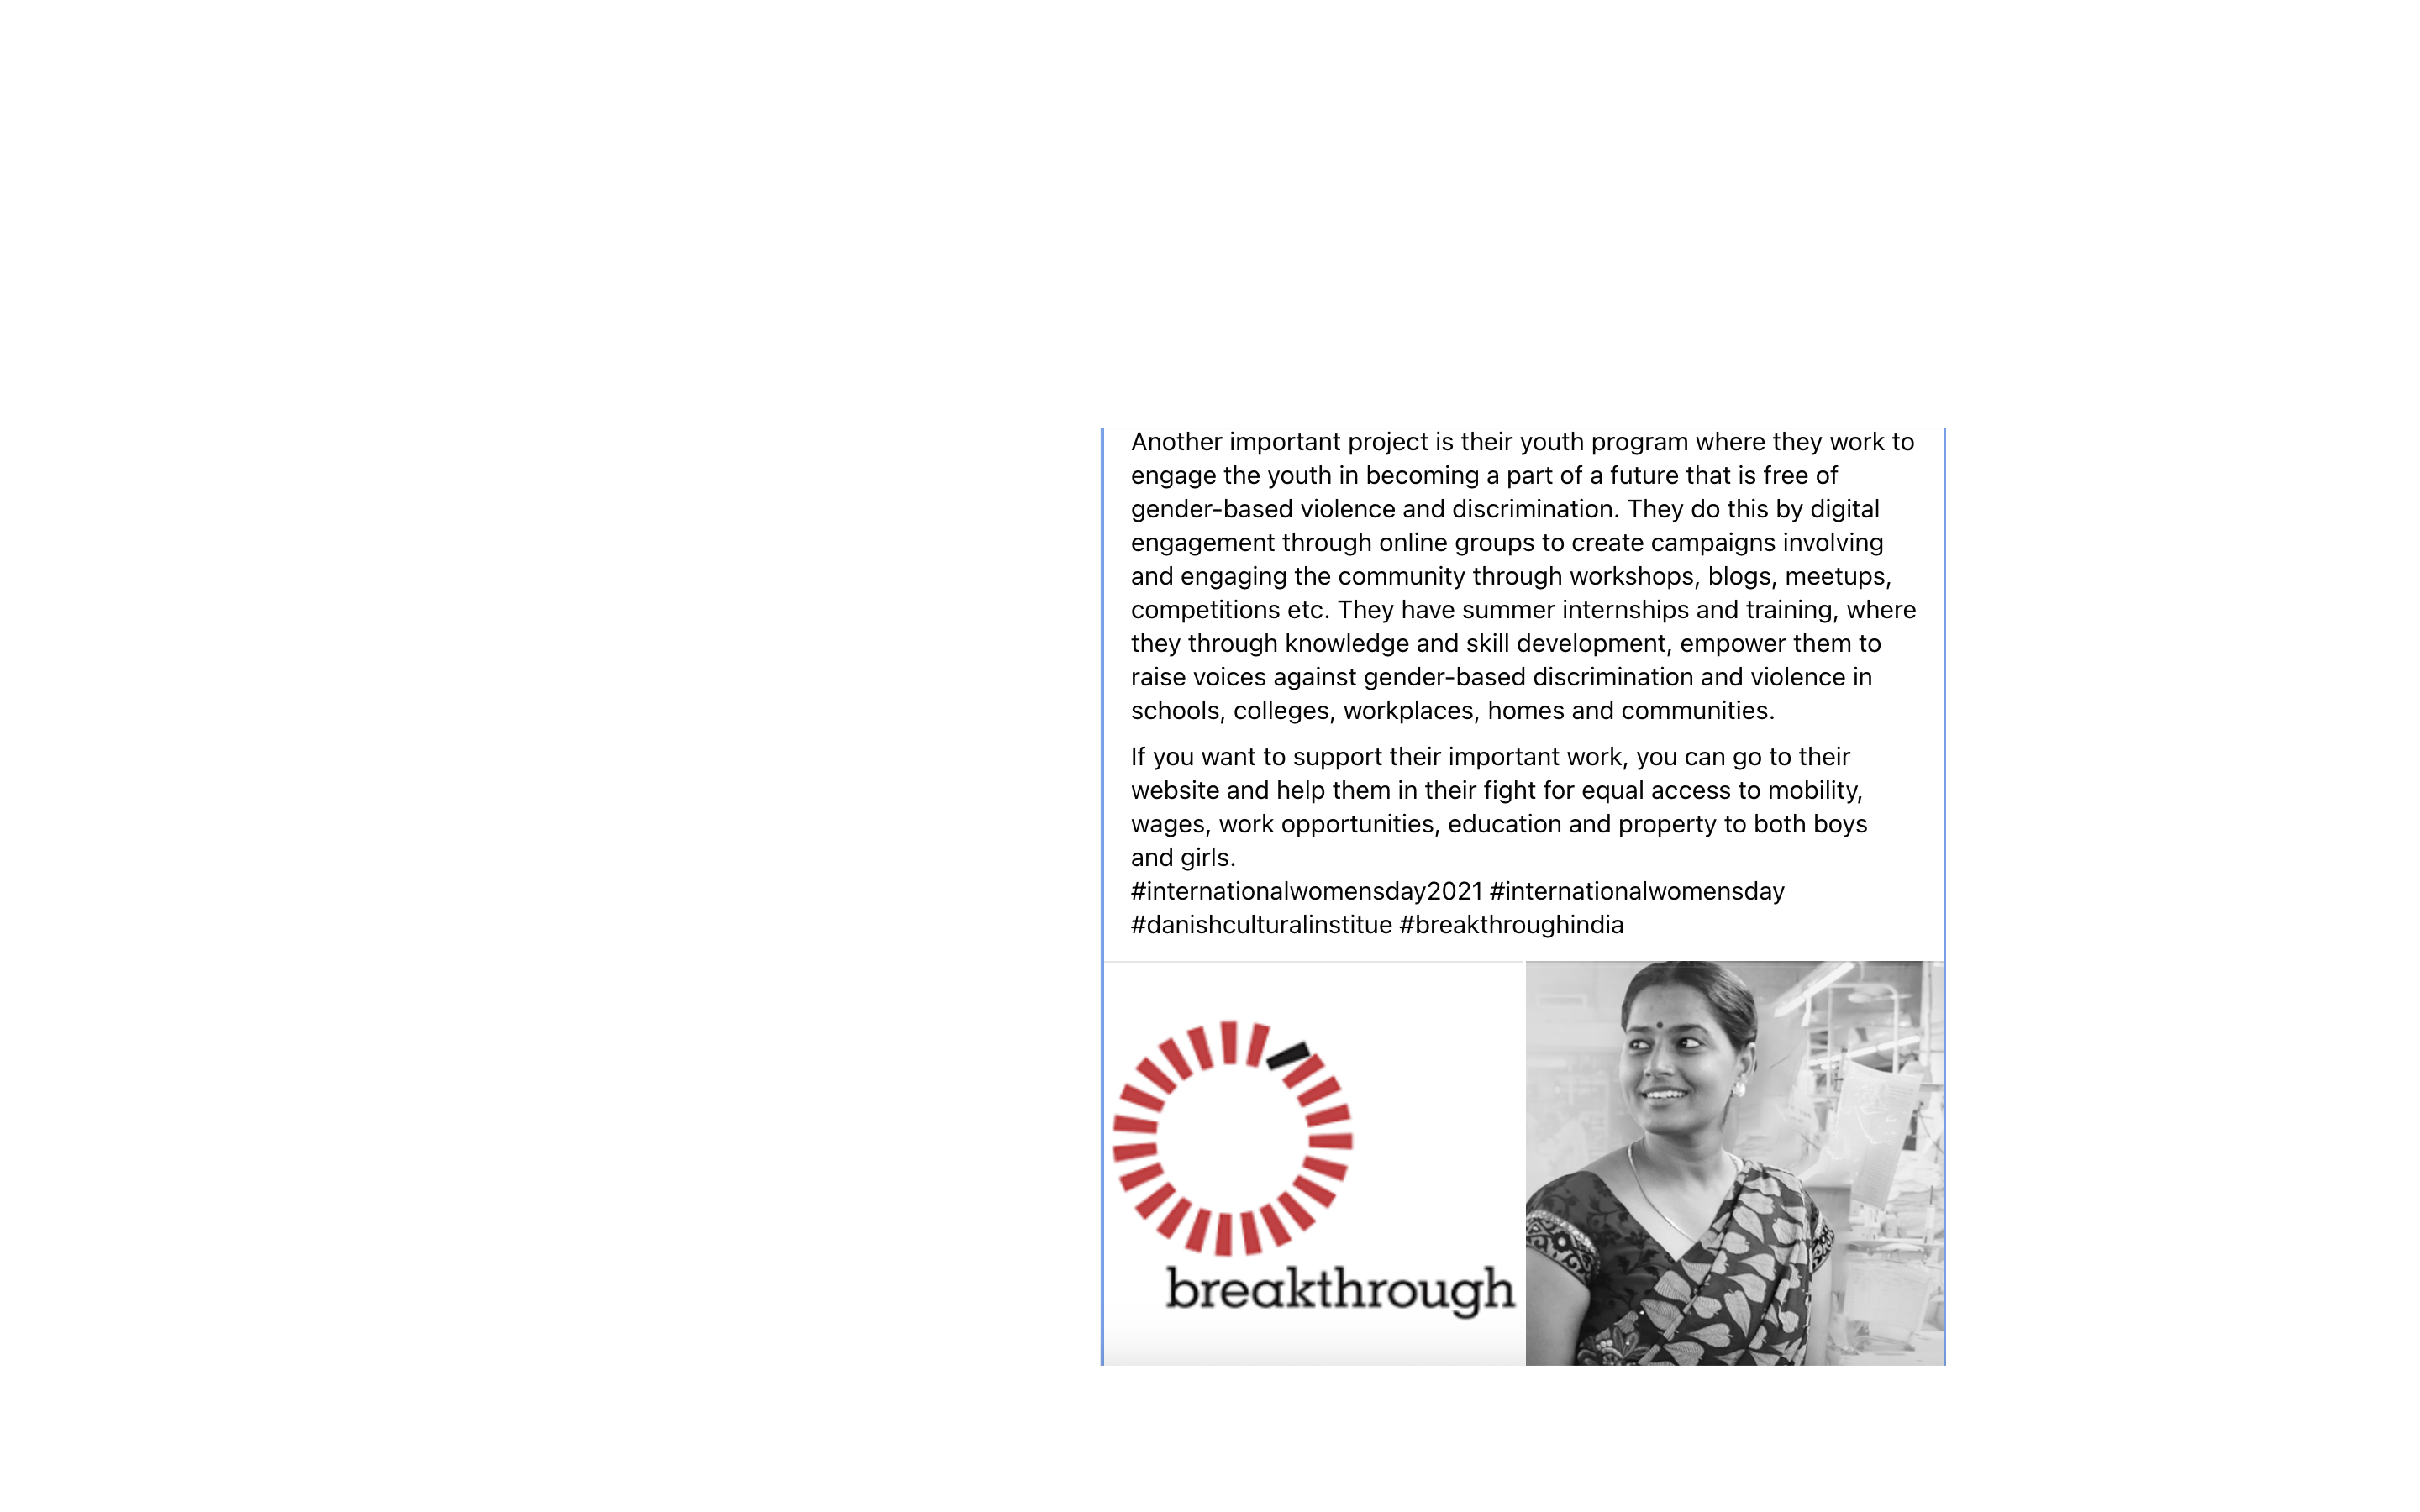 Another important project is their youth program where they work to
engage the youth in becoming a part of a future that is free of
gender-based violence and discrimination. They do this by digital
engagement through online groups to create campaigns involving
and engaging the community through workshops, blogs, meetups,
competitions etc. They have summer internships and training, where
they through knowledge and skill development, empower them to
raise voices against gender-based discrimination and violence in
schools, colleges, workplaces, homes and communities.
If you want to support their important work, you can go to their
website and help them in their fight for equal access to mobility,
wages, work opportunities, education and property to both boys
and girls.
#internationalwomensday2021 #internationalwomensday
#danishculturalinstitue #breakthroughindia
breakthrough